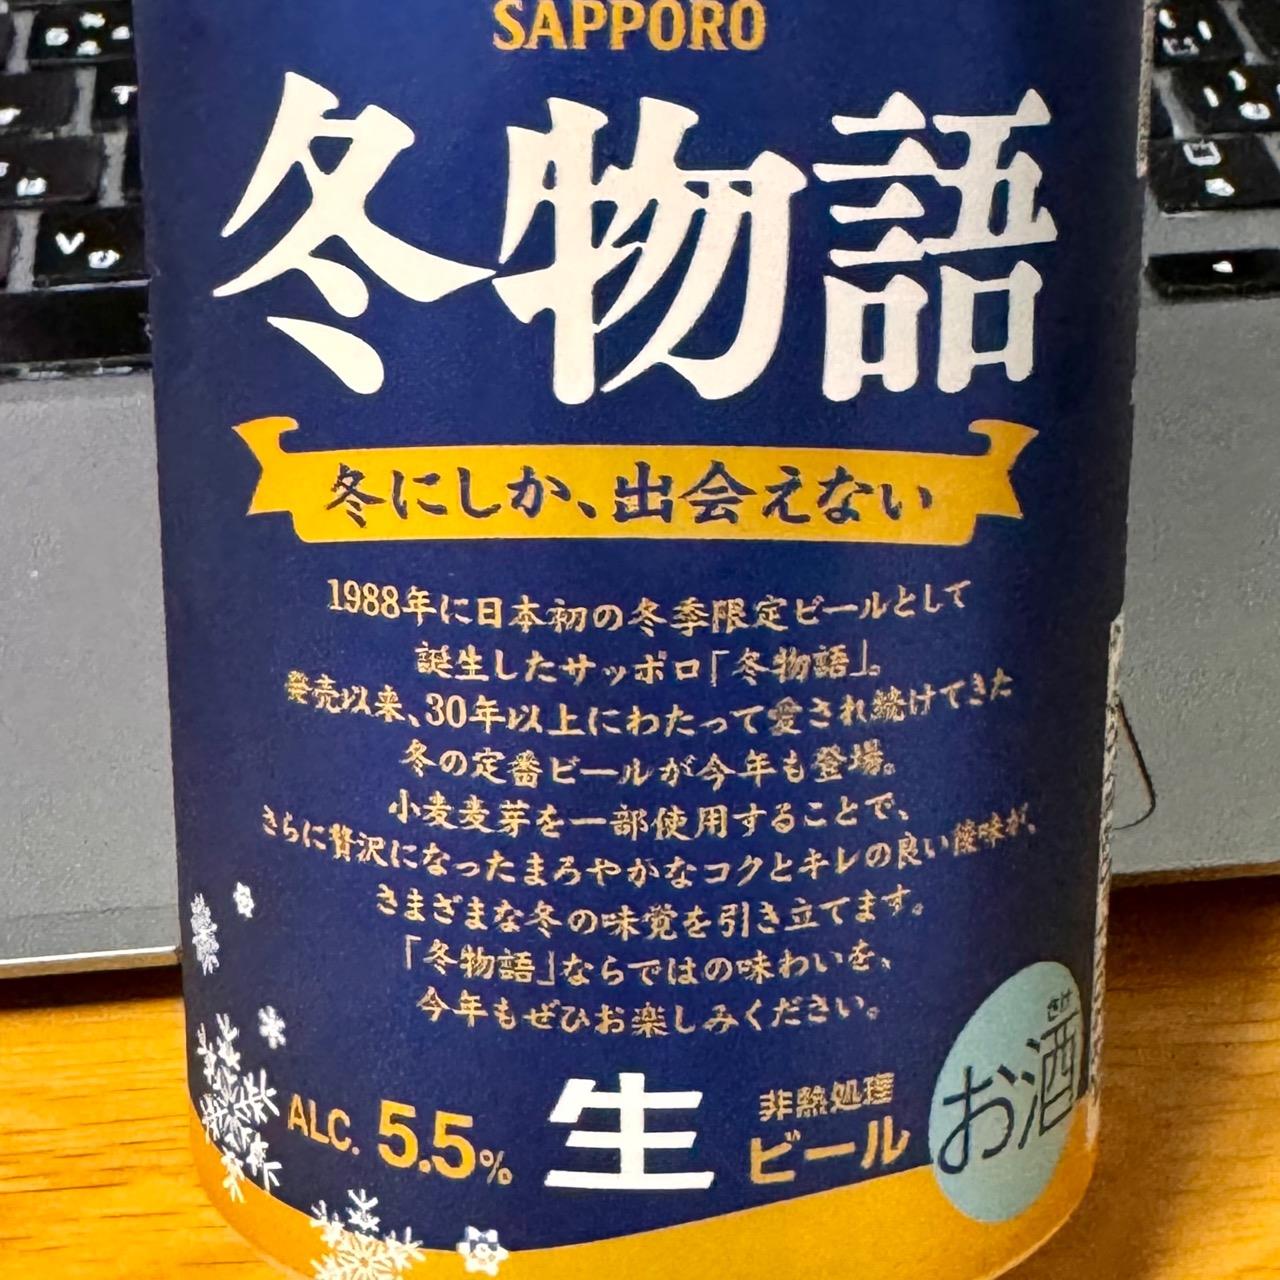 SAPPORO
冬物語
冬にしか、出会えない
1988年に日本初の冬季限定ビールとして
誕生したサッポロ「冬物語」。
発売以来、30年以上にわたって愛され続けてきた
冬の定番ビールが今年も登場。
小麦麦芽を一部使用することで、
さらに贅沢になったまろやかなコクとキレの良い後味が、
さまざまな冬の味覚を引き立てます。
「冬物語」ならではの味わいを、
今年もぜひお楽しみください。
ALC. 5.5%
生
非熱処理
ビール
さけ
お酒
V